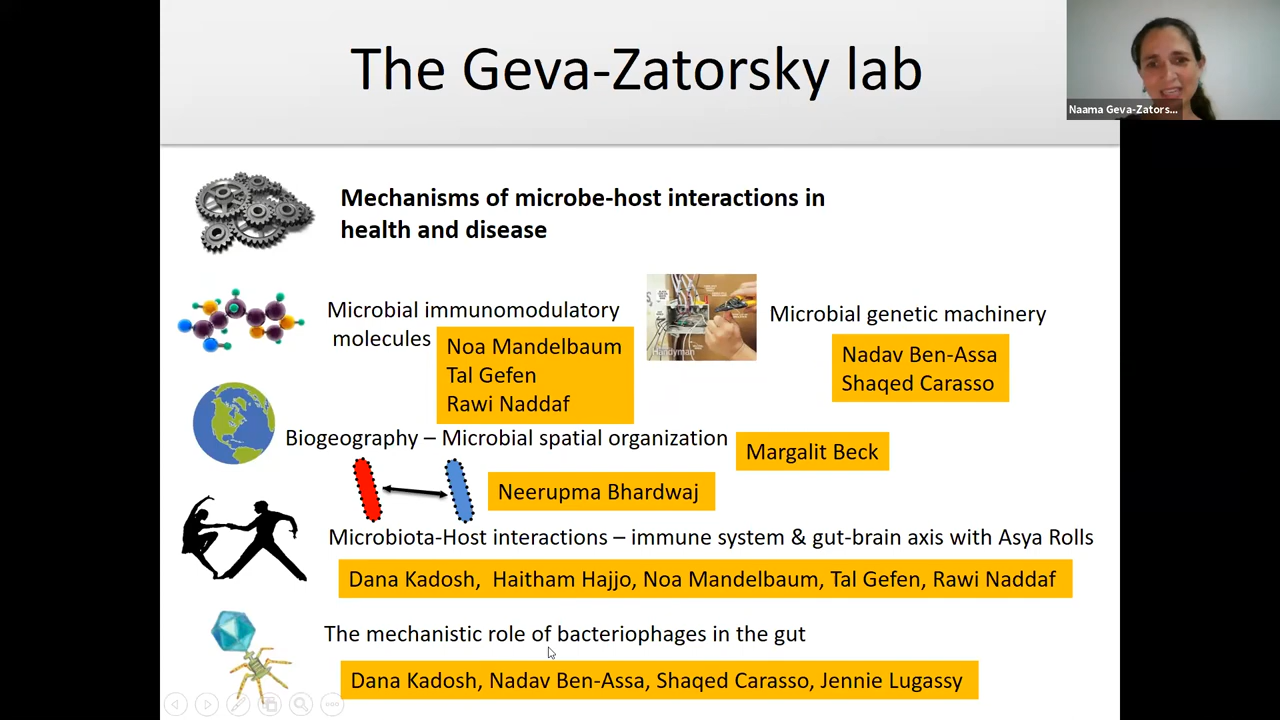 The Geva-Zatorsky lab
Naama Geva-Zators...
Mechanisms of microbe-host interactions in
health and disease
Microbial immunomodulatory
molecules
Noa Mandelbaum
Tal Gefen
Rawi Naddaf
Handyman
Microbial genetic machinery
Nadav Ben-Assa
Shaqed Carasso
Biogeography – Microbial spatial organization
Margalit Beck
Neerupma Bhardwaj
Microbiota-Host interactions – immune system & gut-brain axis with Asya Rolls
Dana Kadosh, Haitham Hajjo, Noa Mandelbaum, Tal Gefen, Rawi Naddaf
The mechanistic role of bacteriophages in the gut
Dana Kadosh, Nadav Ben-Assa, Shaqed Carasso, Jennie Lugassy